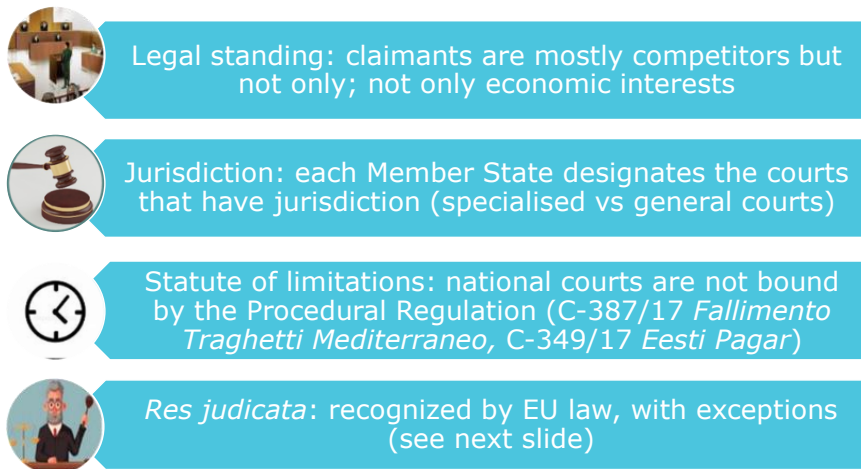 Legal standing: claimants are mostly competitors but
not only; not only economic interests
Jurisdiction: each Member State designates the courts
that have jurisdiction (specialised vs general courts)
Statute of limitations: national courts are not bound
by the Procedural Regulation (C-387/17 Fallimento
Traghetti Mediterraneo, C-349/17 Eesti Pagar)
Res judicata: recognized by EU law, with exceptions
(see next slide)